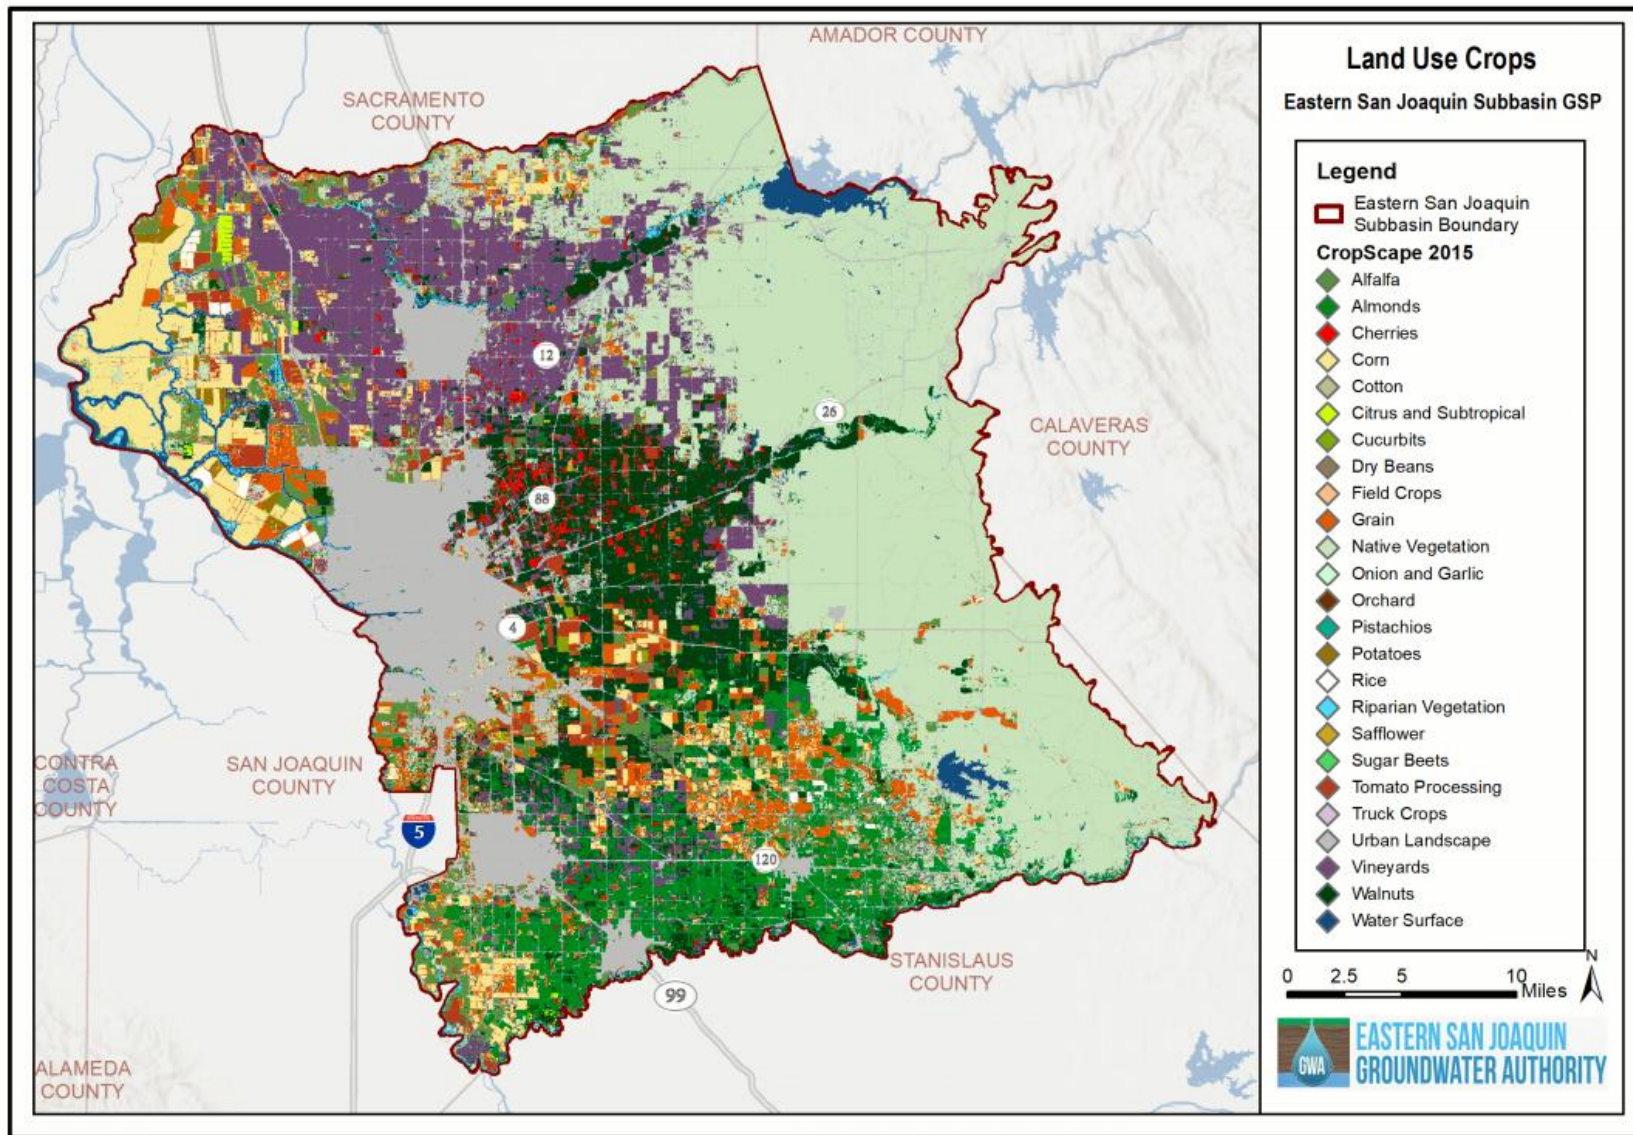 AMADOR COUNTY
SACRAMENTO
COUNTY
12
26
CALAVERAS
COUNTY
88
4
CONTRA
COSTA
COUNTY
SAN JOAQUIN
COUNTY
5
120
STANISLAUS
COUNTY
99
ALAMEDA
COUNTY
Land Use Crops
Eastern San Joaquin Subbasin GSP
Legend
Eastern San Joaquin
Subbasin Boundary
CropScape 2015
Alfalfa
Almonds
Cherries
Corn
Cotton
Citrus and Subtropical
Cucurbits
Dry Beans
Field Crops
Grain
Native Vegetation
Onion and Garlic
Orchard
Pistachios
Potatoes
Rice
Riparian Vegetation
Safflower
Sugar Beets
Tomato Processing
Truck Crops
Urban Landscape
Vineyards
Walnuts
Water Surface
N
0 2.5 5 10
Miles
GWA
EASTERN SAN JOAQUIN
GROUNDWATER AUTHORITY